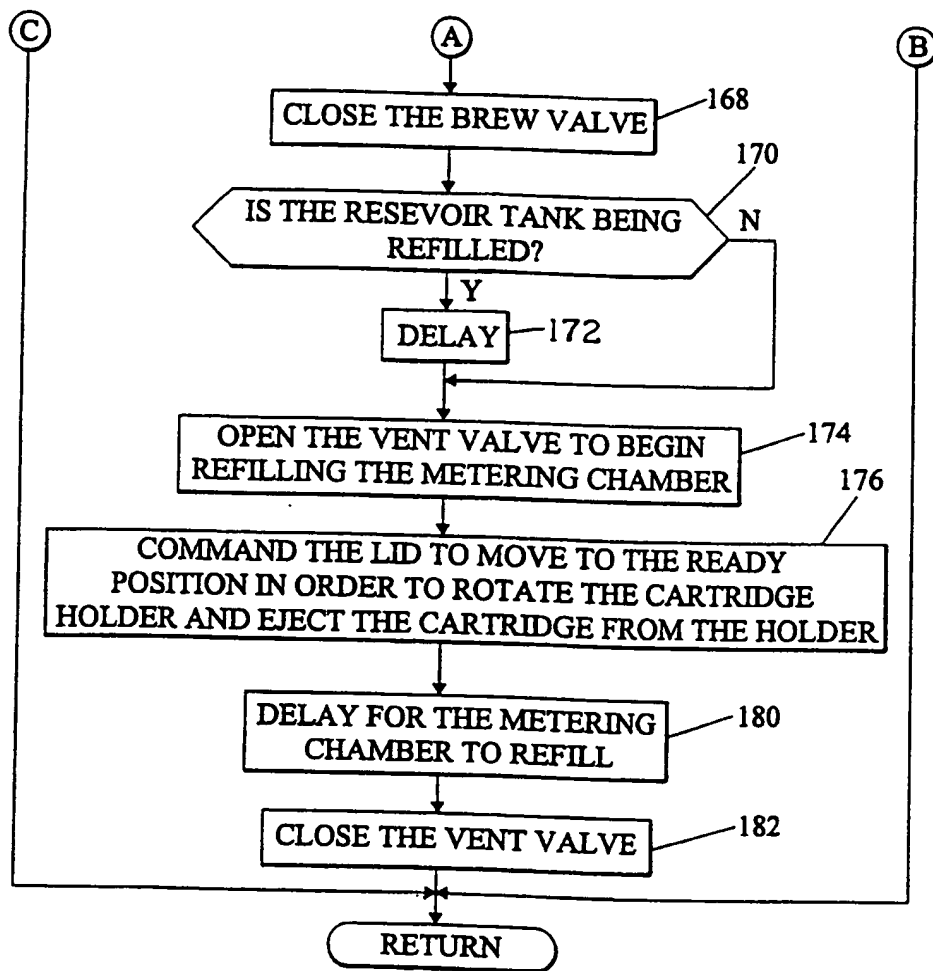 C
A
B
CLOSE THE BREW VALVE
168
170
IS THE RESEVOIR TANK BEING
REFILLED?
N
Y
DELAY
172
OPEN THE VENT VALVE TO BEGIN
REFILLING THE METERING CHAMBER
174
176
COMMAND THE LID TO MOVE TO THE READY
POSITION IN ORDER TO ROTATE THE CARTRIDGE
HOLDER AND EJECT THE CARTRIDGE FROM THE HOLDER
DELAY FOR THE METERING
CHAMBER TO REFILL
180
CLOSE THE VENT VALVE
182
RETURN